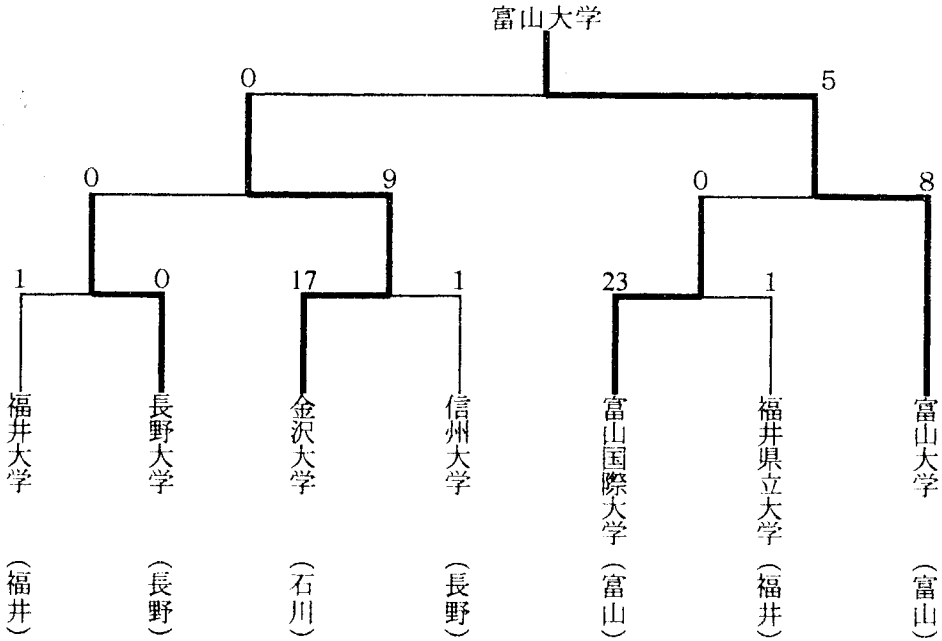 富山大学
0 5
0 9 0 8
1 0 17 1 23 1
福井大学 (福井)
長野大学 (長野)
金沢大学 (石川)
信州大学 (長野)
富山国際大学 (富山)
福井県立大学 (福井)
富山大学 (富山)